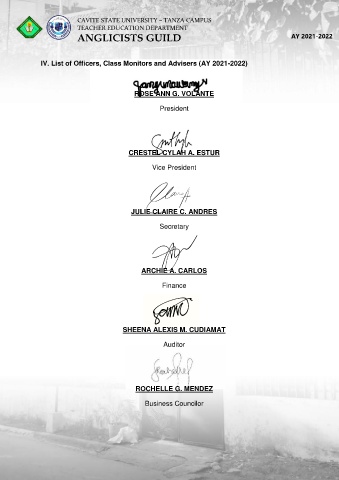 CAVITE STATE UNIVERSITY – TANZA CAMPUS
TEACHER EDUCATION DEPARTMENT
ANGLICISTS GUILD
AY 2021-2022
IV. List of Officers, Class Monitors and Advisers (AY 2021-2022)
ROSE ANN G. VOLANTE
President
CRESTEL CYLAH A. ESTUR
Vice President
JULIE CLAIRE C. ANDRES
Secretary
ARCHIE A. CARLOS
Finance
SHEENA ALEXIS M. CUDIAMAT
Auditor
ROCHELLE G. MENDEZ
Business Councilor